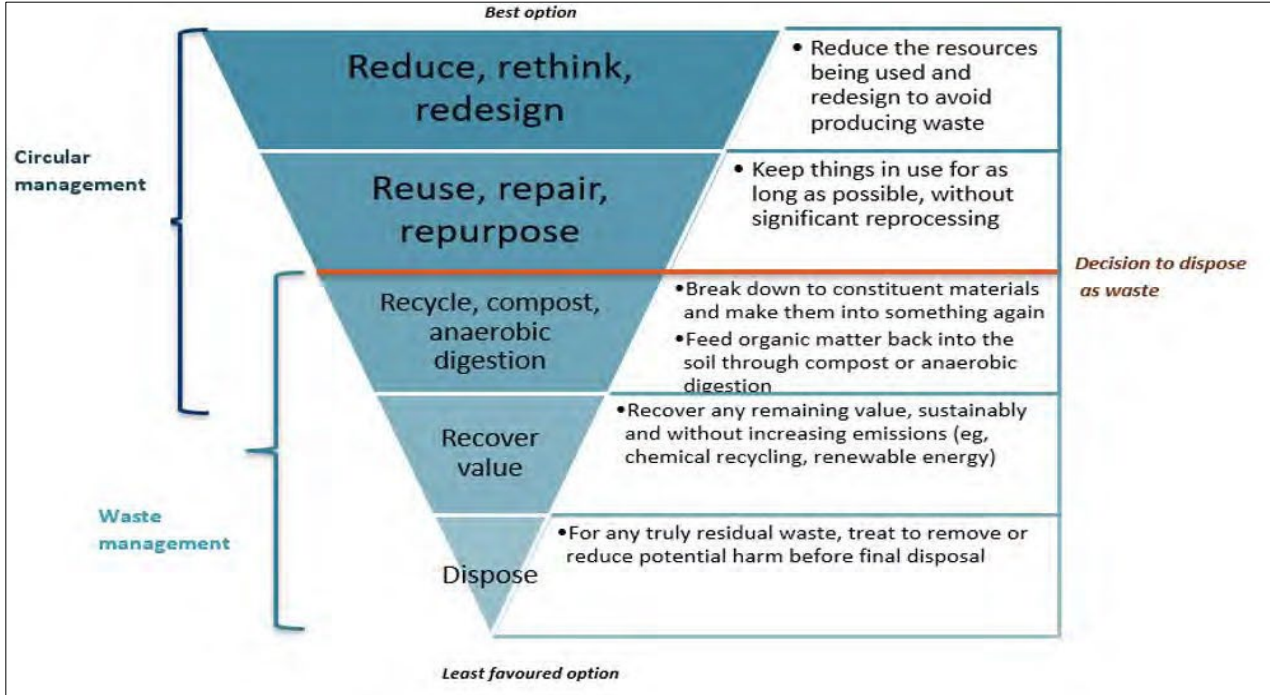 Best option
Reduce, rethink,
redesign
• Reduce the resources
being used and
redesign to avoid
producing waste
Circular
management
Reuse, repair,
repurpose
• Keep things in use for as
long as possible, without
significant reprocessing
Decision to dispose
as waste
Recycle, compost,
anaerobic
digestion
•Break down to constituent materials
and make them into something again
•Feed organic matter back into the
soil through compost or anaerobic
digestion
Recover
value
•Recover any remaining value, sustainably
and without increasing emissions (eg,
chemical recycling, renewable energy)
Waste
management
Dispose
•For any truly residual waste, treat to remove or
reduce potential harm before final disposal
Least favoured option